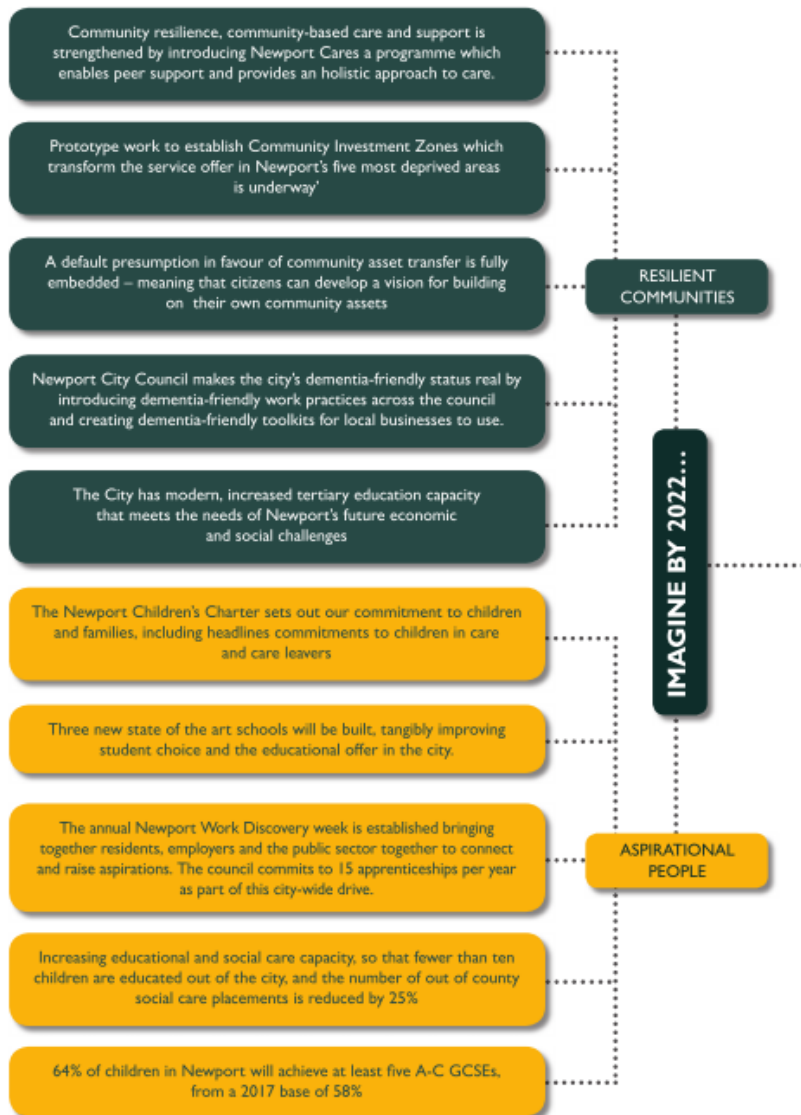 Community resilience, community-based care and support is
strengthened by introducing Newport Cares a programme which
enables peer support and provides an holistic approach to care.
Prototype work to establish Community Investment Zones which
transform the service offer in Newport's five most deprived areas
is underway'
A default presumption in favour of community asset transfer is fully
embedded – meaning that citizens can develop a vision for building
on their own community assets
Newport City Council makes the city's dementia-friendly status real by
introducing dementia-friendly work practices across the council
and creating dementia-friendly toolkits for local businesses to use.
The City has modern, increased tertiary education capacity
that meets the needs of Newport's future economic
and social challenges
RESILIENT
COMMUNITIES
IMAGINE BY 2022...
The Newport Children's Charter sets out our commitment to children
and families, including headlines commitments to children in care
and care leavers
Three new state of the art schools will be built, tangibly improving
student choice and the educational offer in the city.
The annual Newport Work Discovery week is established bringing
together residents, employers and the public sector together to connect
and raise aspirations. The council commits to 15 apprenticeships per year
as part of this city-wide drive.
Increasing educational and social care capacity, so that fewer than ten
children are educated out of the city, and the number of out of county
social care placements is reduced by 25%
64% of children in Newport will achieve at least five A-C GCSEs,
from a 2017 base of 58%
ASPIRATIONAL
PEOPLE